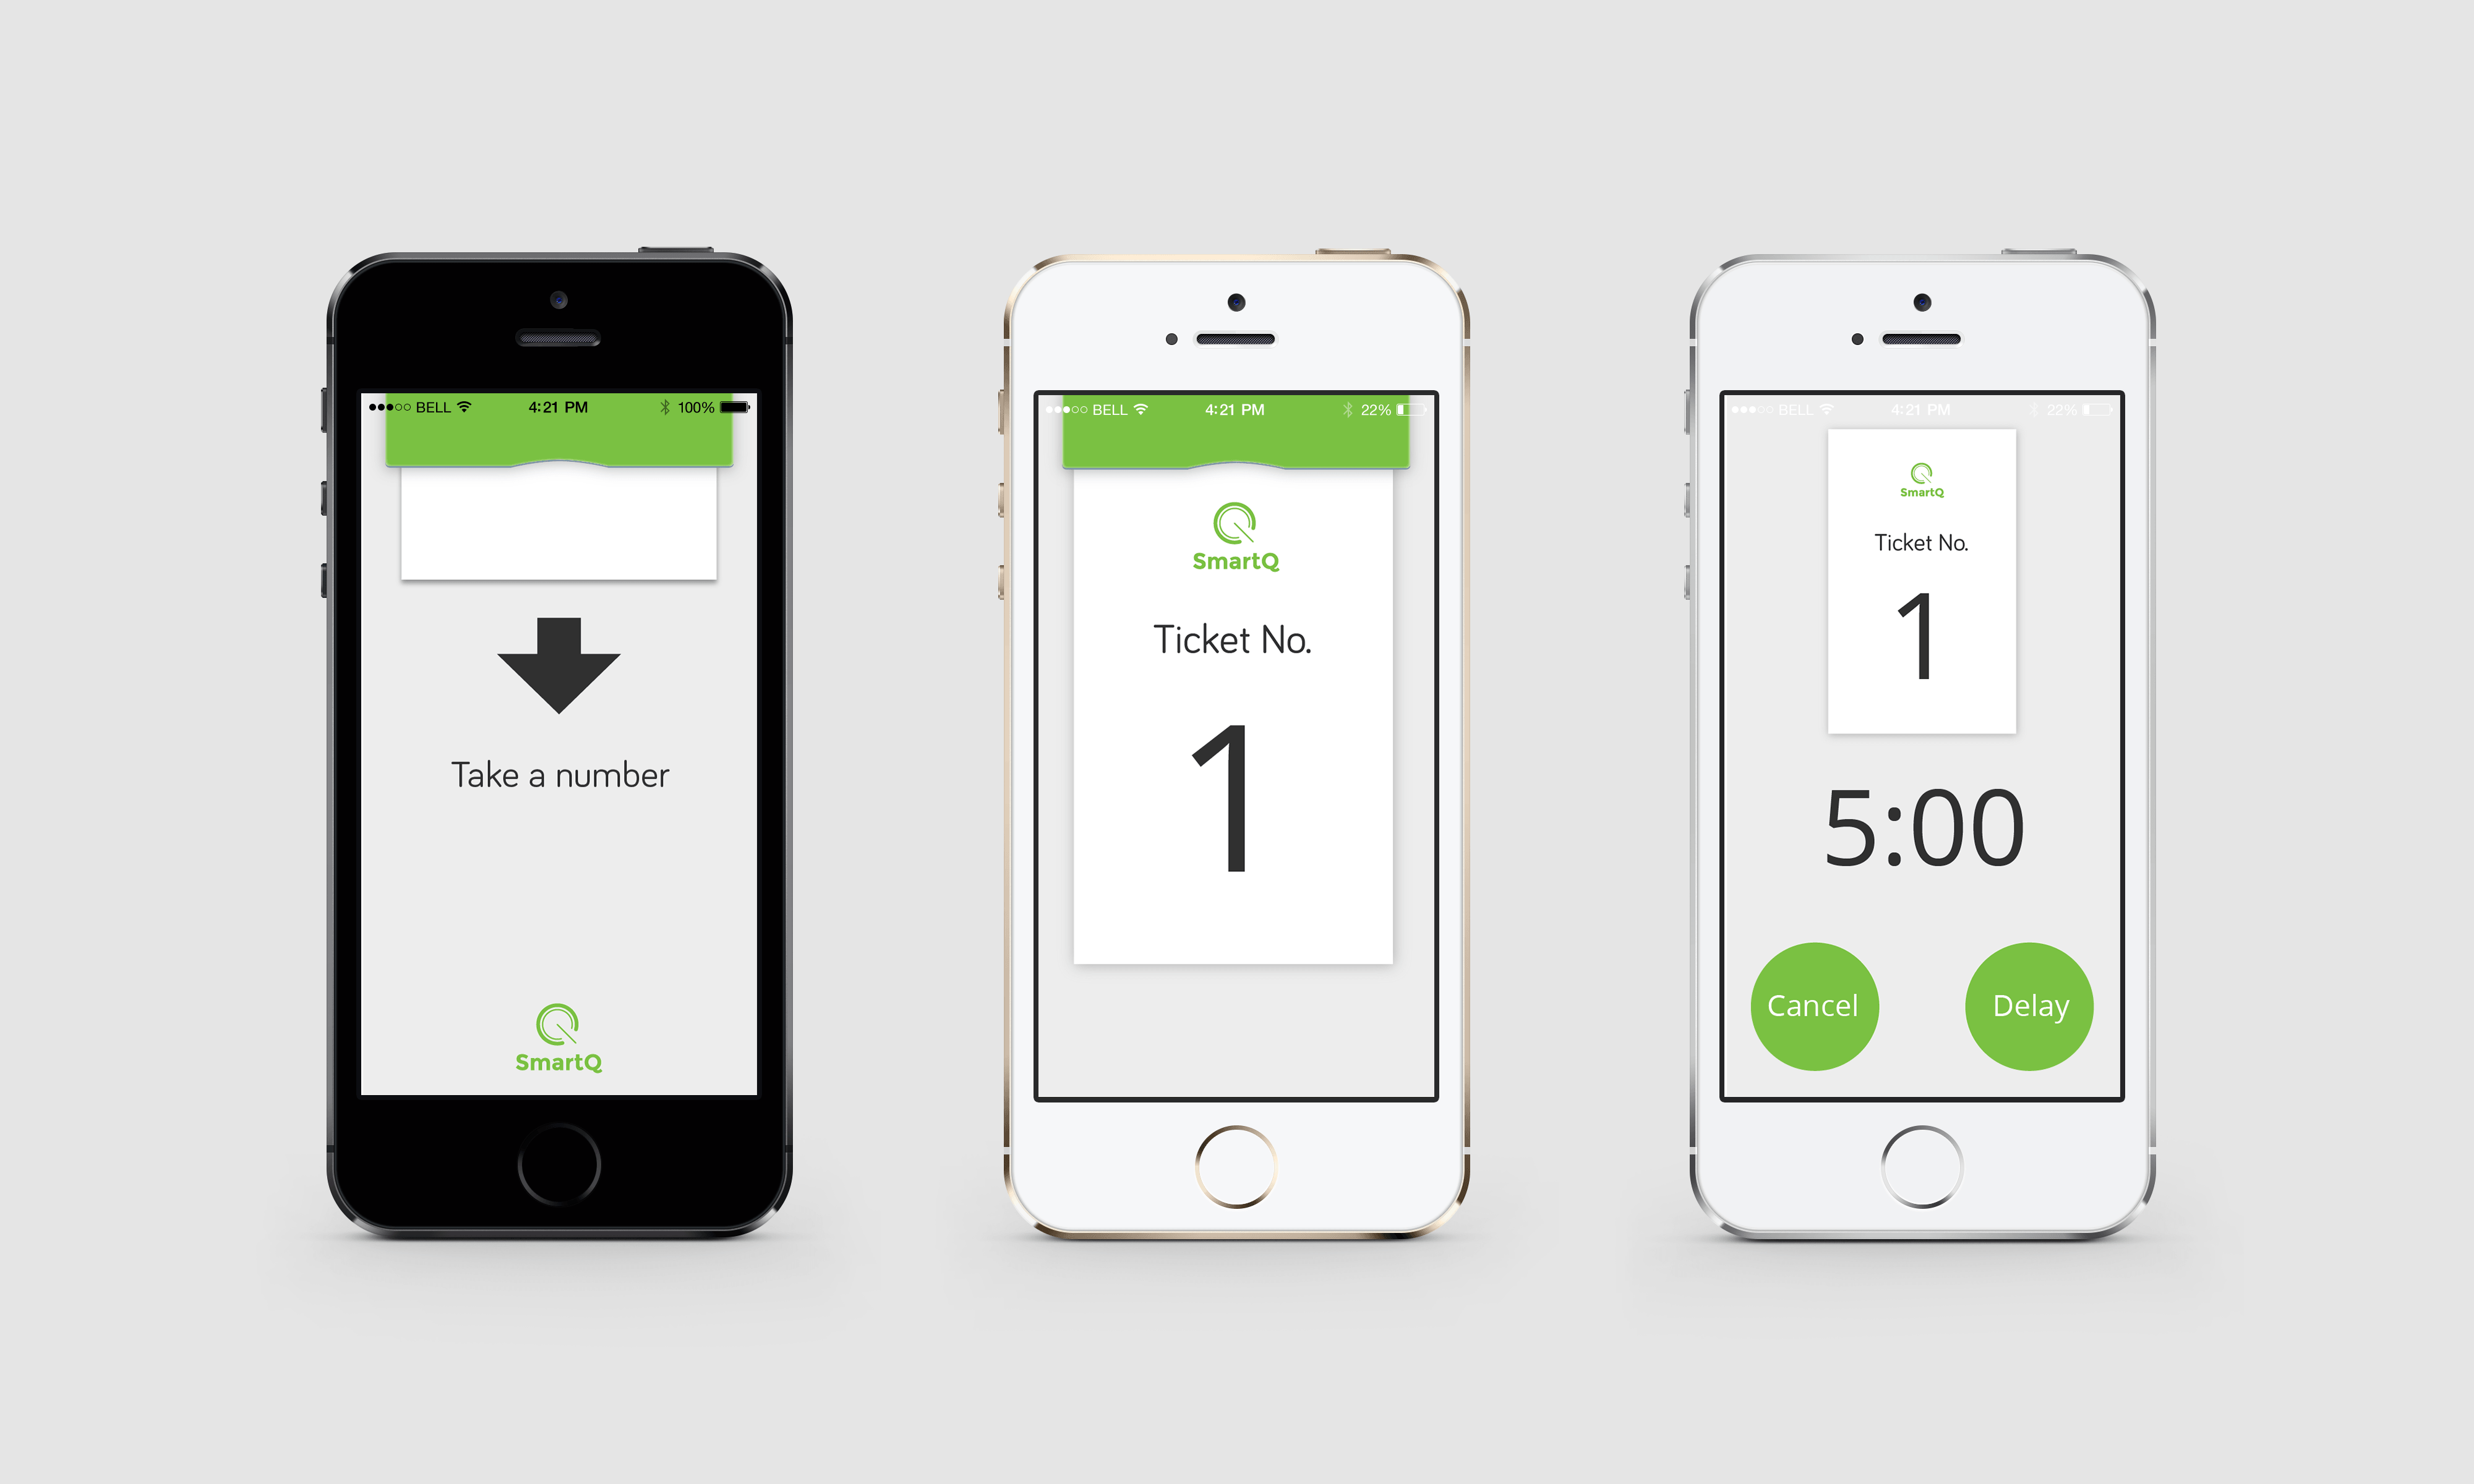 BELL 4:21 PM 100%
Take a number
SmartQ
BELL 4:21 PM 22%
SmartQ
Ticket No.
1
BELL 4:21 PM 22%
SmartQ
Ticket No.
1
5:00
Cancel Delay